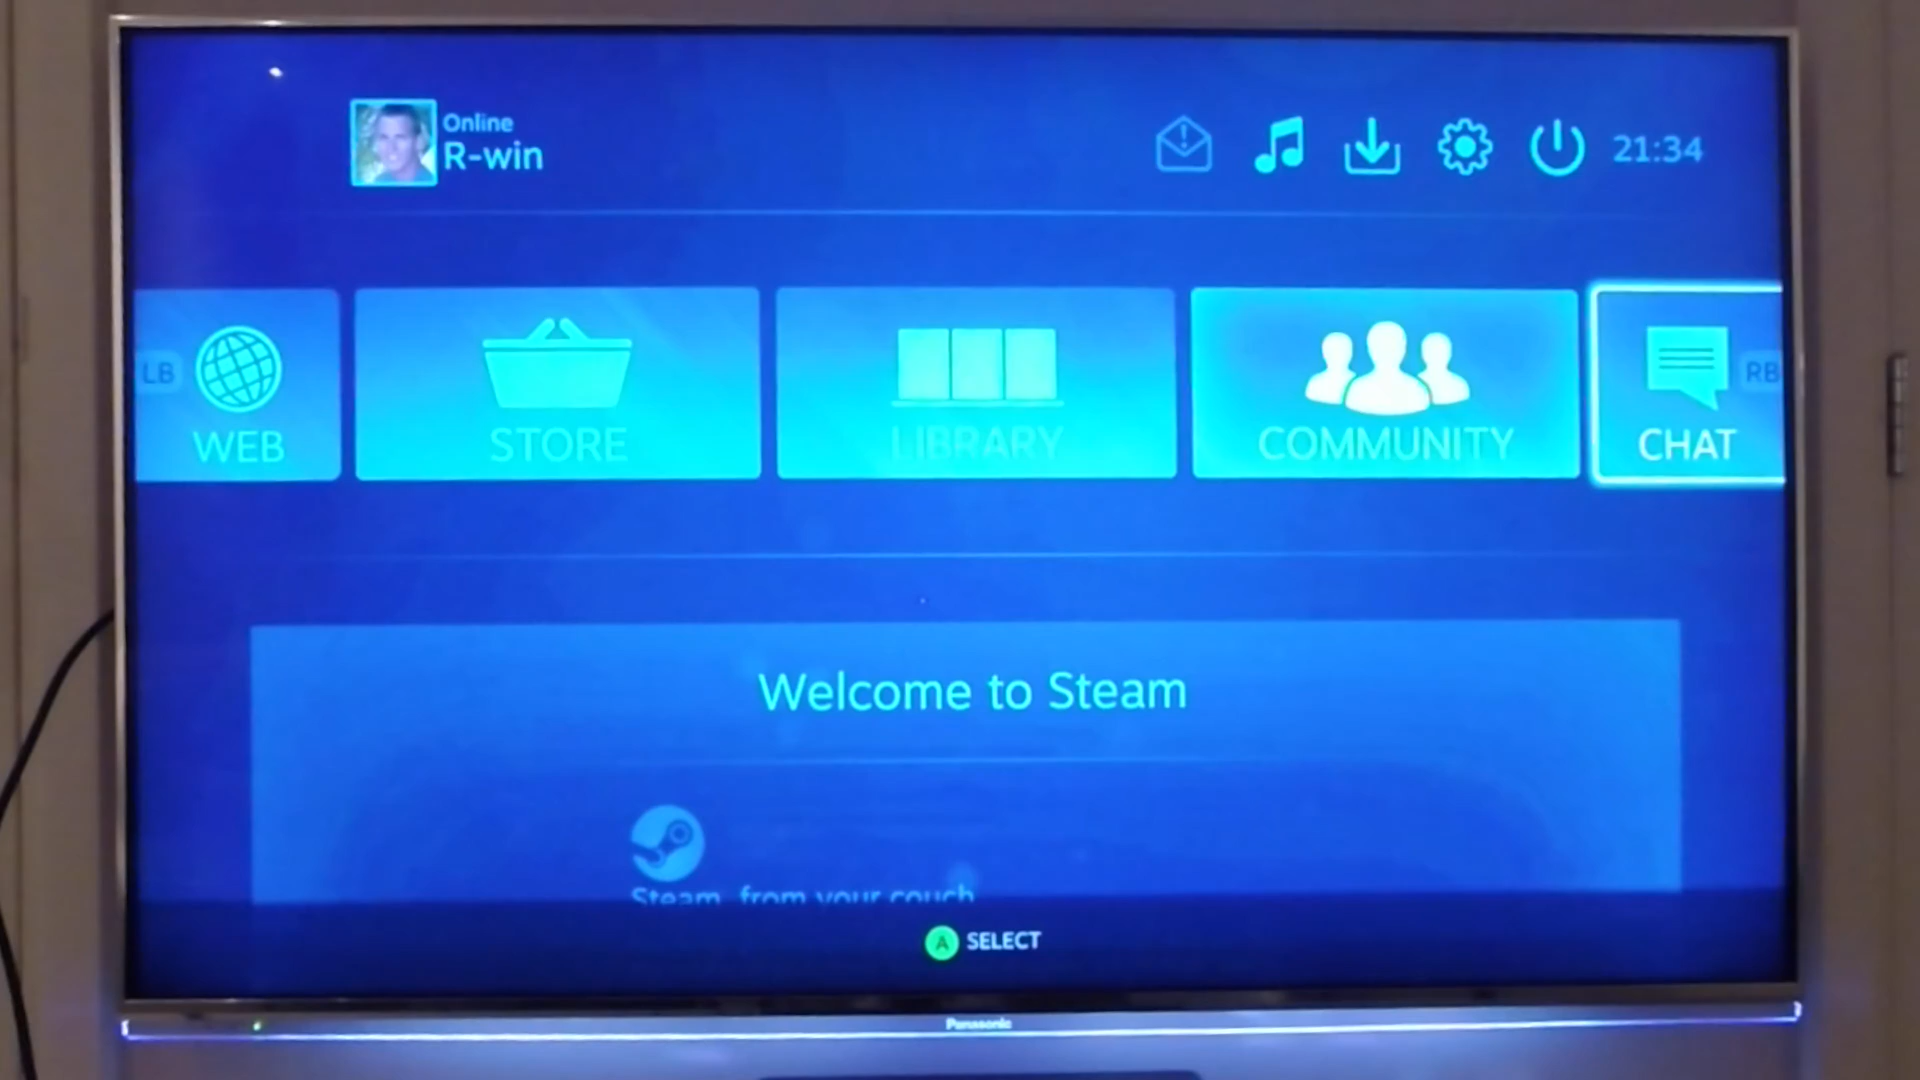 Online
R-win
21:34
LB
WEB
STORE
LIBRARY
COMMUNITY
CHAT
RB
Welcome to Steam
Steam, from your couch
A SELECT
Panasonic